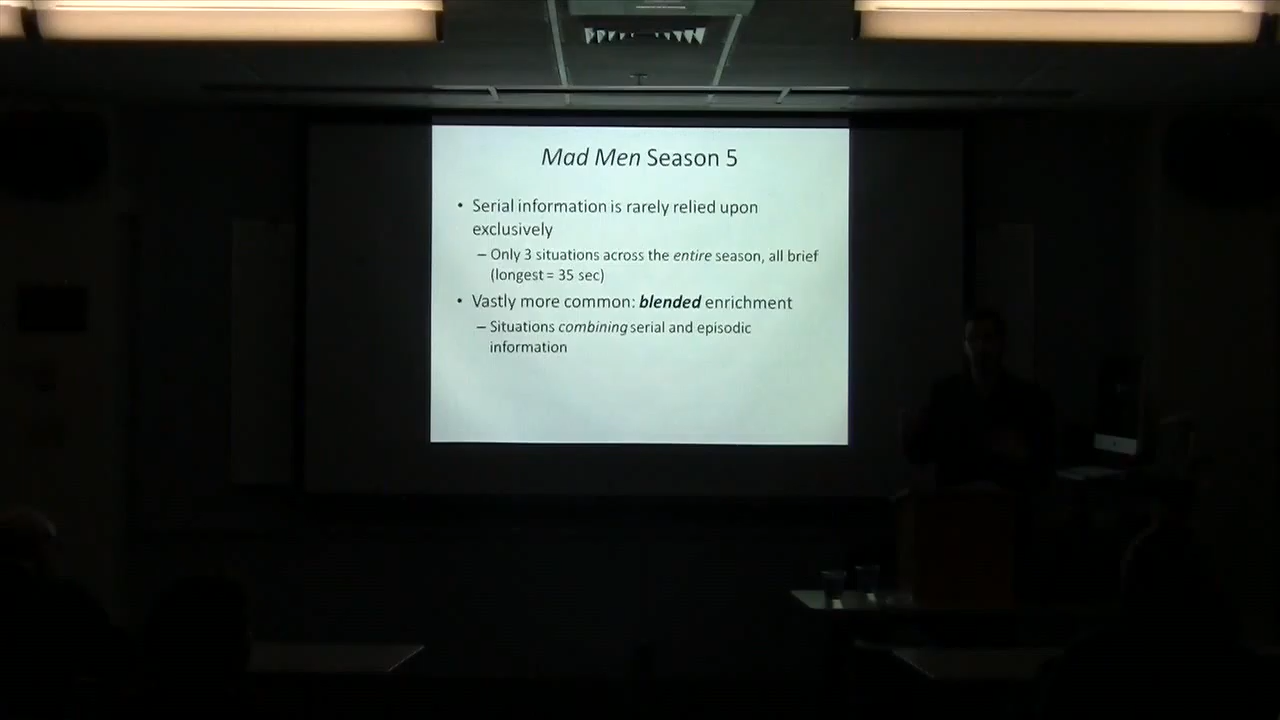 Mad Men Season 5
• Serial information is rarely relied upon
exclusively
– Only 3 situations across the entire season, all brief
(longest = 35 sec)
• Vastly more common: blended enrichment
– Situations combining serial and episodic
information